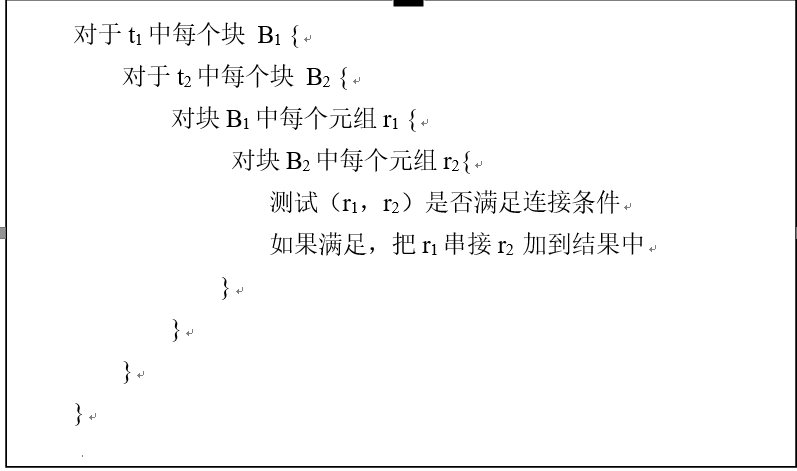 对于 t₁ 中每个块 B₁ {
对于 t₂ 中每个块 B₂ {
对块 B₁ 中每个元组 r₁ {
对块 B₂ 中每个元组 r₂{
测试（r₁，r₂）是否满足连接条件
如果满足，把 r₁ 串接 r₂ 加到结果中
}
}
}
}